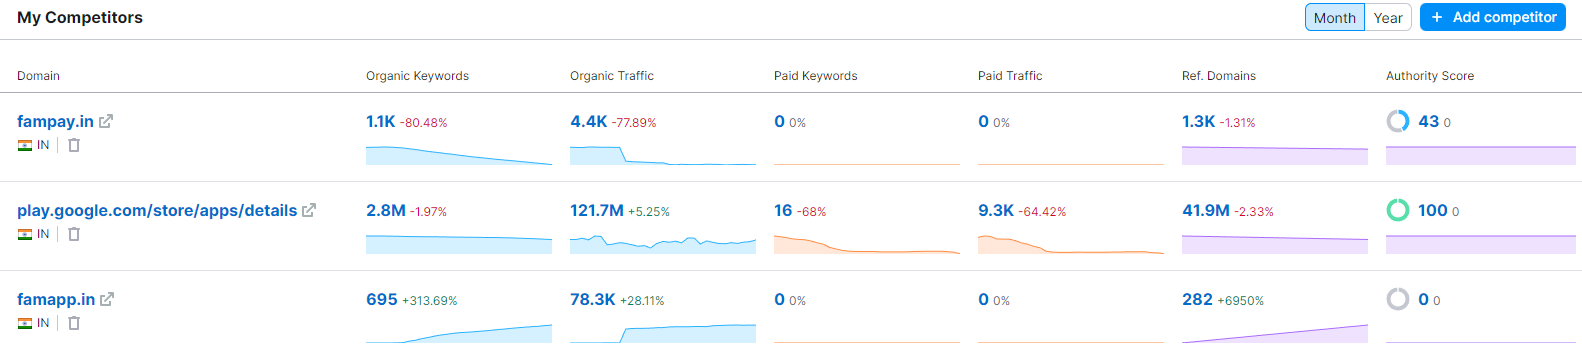 My Competitors Month Year + Add competitor
Domain Organic Keywords Organic Traffic Paid Keywords Paid Traffic Ref. Domains Authority Score
fampay.in 1.1K -80.48% 4.4K -77.89% 0 0% 0 0% 1.3K -1.31% 43 0
IN
play.google.com/store/apps/details 2.8M -1.97% 121.7M +5.25% 16 -68% 9.3K -64.42% 41.9M -2.33% 100 0
IN
famapp.in 695 +313.69% 78.3K +28.11% 0 0% 0 0% 282 +6950% 0 0
IN